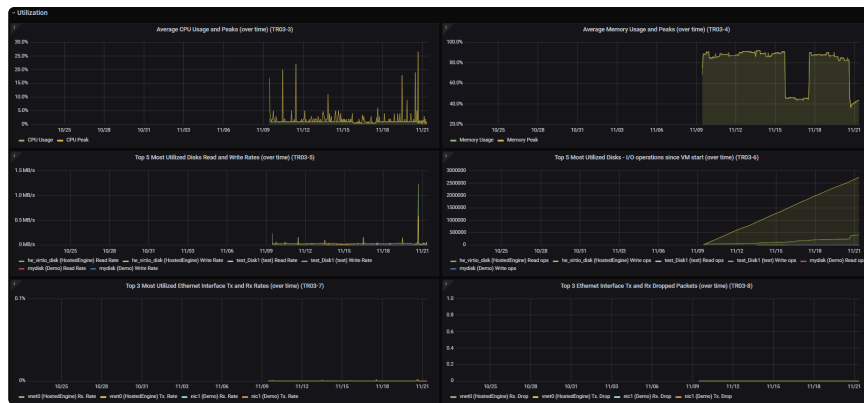 Utilization
Average CPU Usage and Peaks (over time) (TR03-3)
30.0%
25.0%
20.0%
15.0%
10.0%
5.0%
0%
10/25 10/28 10/31 11/03 11/06 11/09 11/12 11/15 11/18 11/21
CPU Usage CPU Peak
Average Memory Usage and Peaks (over time) (TR03-4)
100.0%
80.0%
60.0%
40.0%
20.0%
10/25 10/28 10/31 11/03 11/06 11/09 11/12 11/15 11/18 11/21
Memory Usage Memory Peak
Top 5 Most Utilized Disks Read and Write Rates (over time) (TR03-5)
1.5 MB/s
1.0 MB/s
0.5 MB/s
0 MB/s
10/25 10/28 10/31 11/03 11/06 11/09 11/12 11/15 11/18 11/21
he_virtio_disk (HostedEngine) Read Rate he_virtio_disk (HostedEngine) Write Rate test_Disk1 (test) Read Rate test_Disk1 (test) Write Rate
mydisk (Demo) Read Rate mydisk (Demo) Write Rate
Top 5 Most Utilized Disks - I/O operations since VM start (over time) (TR03-6)
3000000
2500000
2000000
1500000
1000000
500000
0
10/25 10/28 10/31 11/03 11/06 11/09 11/12 11/15 11/18 11/21
he_virtio_disk (HostedEngine) Read ops he_virtio_disk (HostedEngine) Write ops test_Disk1 (test) Read ops test_Disk1 (test) Write ops mydisk (Demo) Read op
mydisk (Demo) Write ops
Top 3 Most Utilized Ethernet Interface Tx and Rx Rates (over time) (TR03-7)
0.1%
0%
10/25 10/28 10/31 11/03 11/06 11/09 11/12 11/15 11/18 11/21
vnet0 (HostedEngine) Rx. Rate vnet0 (HostedEngine) Tx. Rate nic1 (Demo) Rx. Rate nic1 (Demo) Tx. Rate
Top 3 Ethernet Interface Tx and Rx Dropped Packets (over time) (TR03-8)
1.0
0.8
0.6
0.4
0.2
0
10/25 10/28 10/31 11/03 11/06 11/09 11/12 11/15 11/18 11/21
vnet0 (HostedEngine) Rx. Drop vnet0 (HostedEngine) Tx. Drop nic1 (Demo) Rx. Drop nic1 (Demo) Tx. Drop